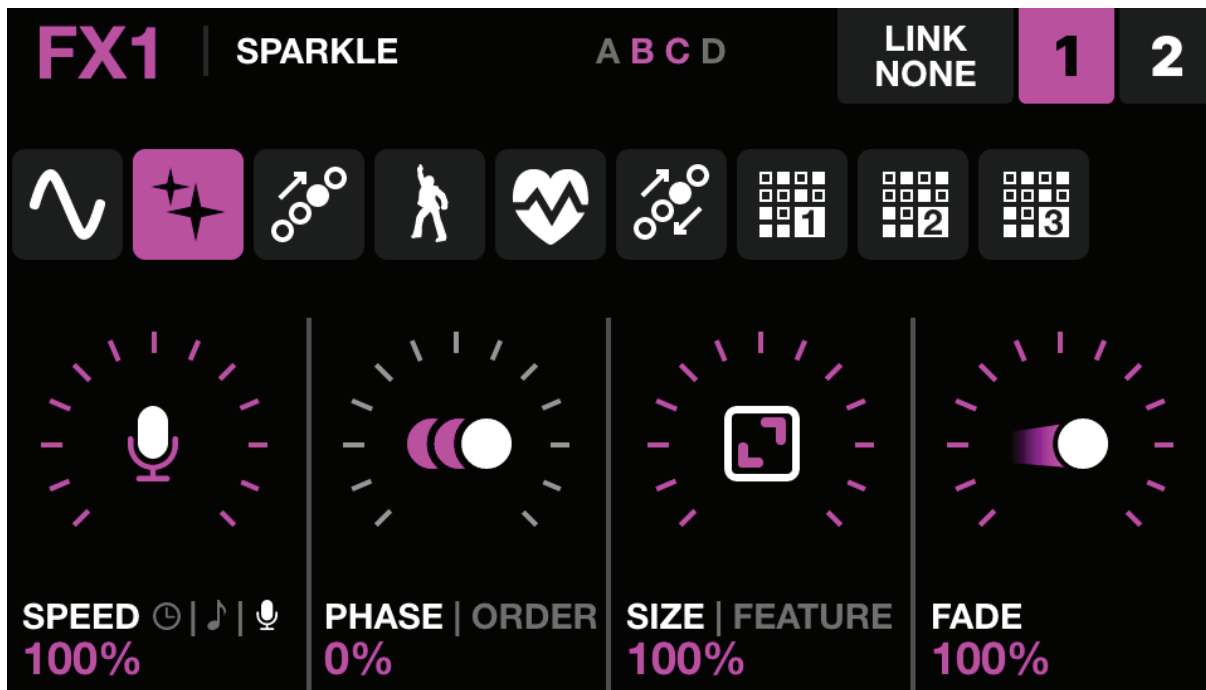 FX1 | SPARKLE
A B C D
LINK
NONE
1
2
1
2
3
SPEED | |
100%
PHASE | ORDER
0%
SIZE | FEATURE
100%
FADE
100%